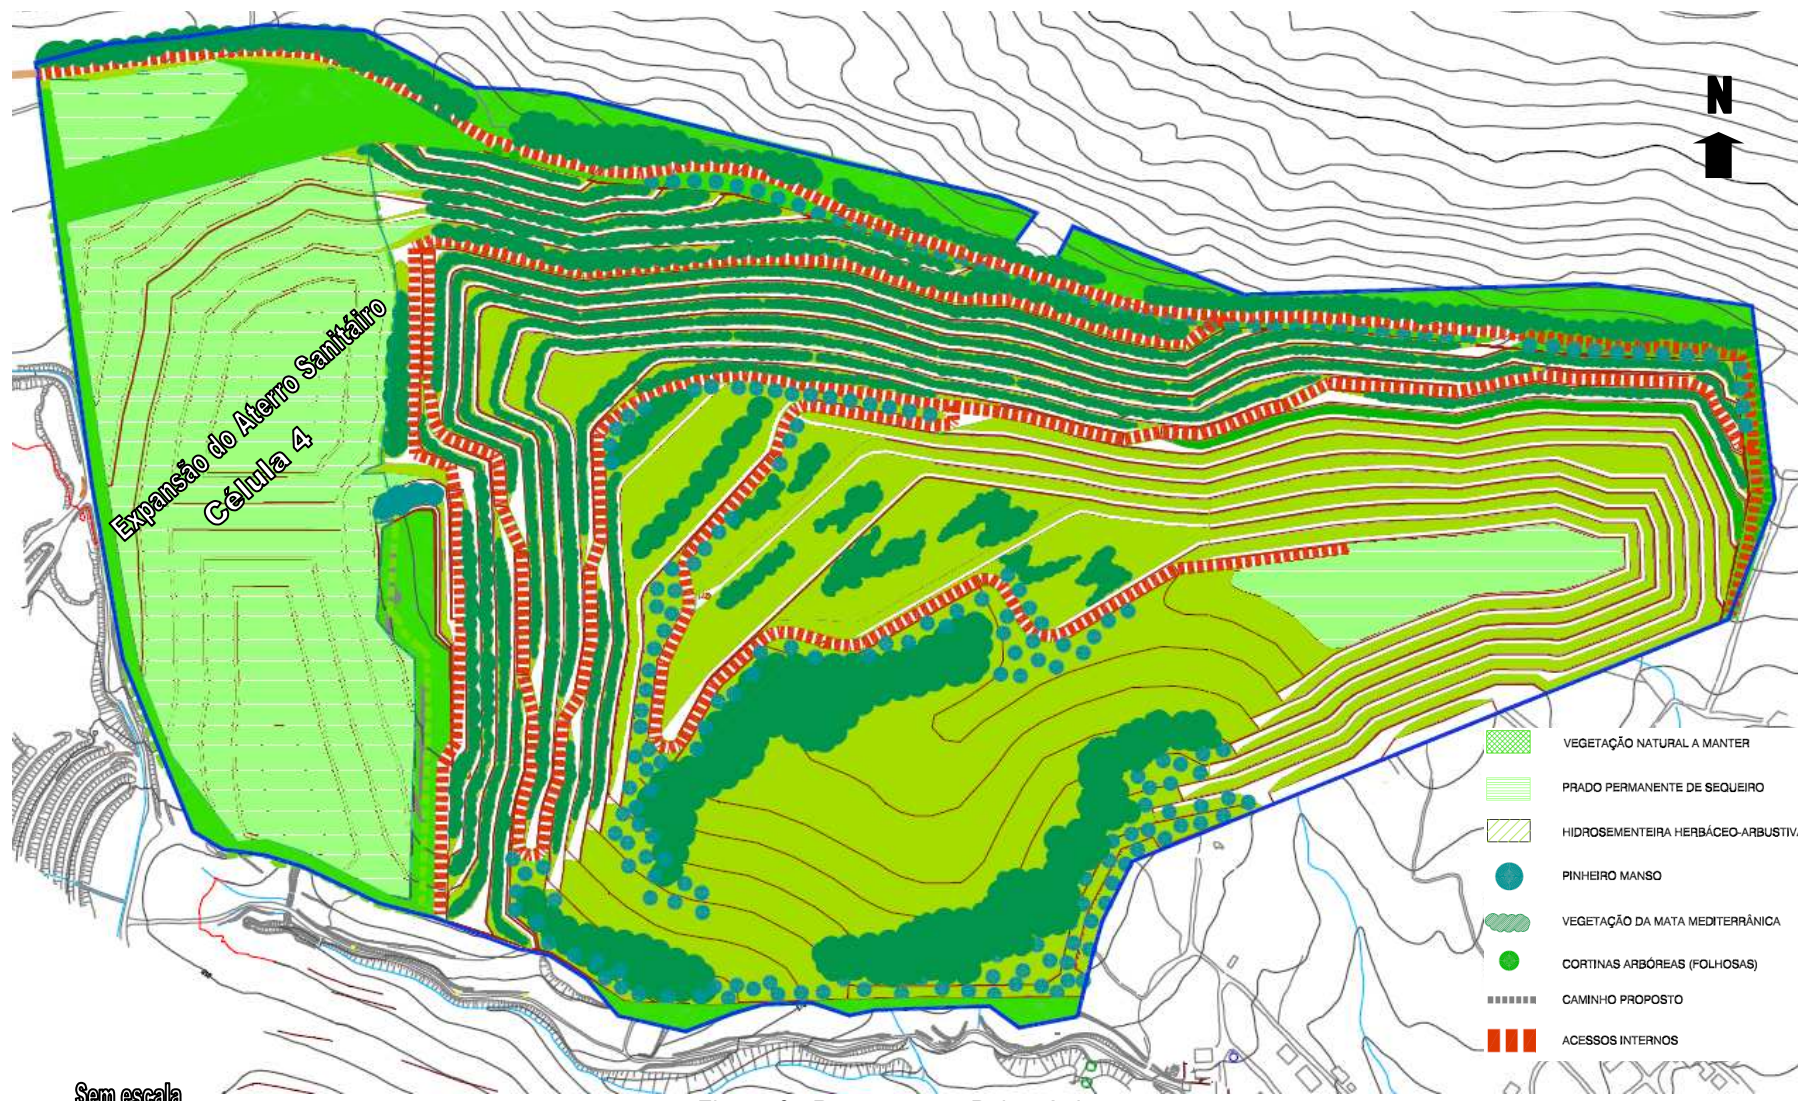 N
Expansão do Aterro Sanitáiro
Célula 4
VEGETAÇÃO NATURAL A MANTER
PRADO PERMANENTE DE SEQUEIRO
HIDROSEMENTEIRA HERBÁCEO-ARBUSTIVA
PINHEIRO MANSO
VEGETAÇÃO DA MATA MEDITERRÂNICA
CORTINAS ARBÓREAS (FOLHOSAS)
CAMINHO PROPOSTO
ACESSOS INTERNOS
Sem escala